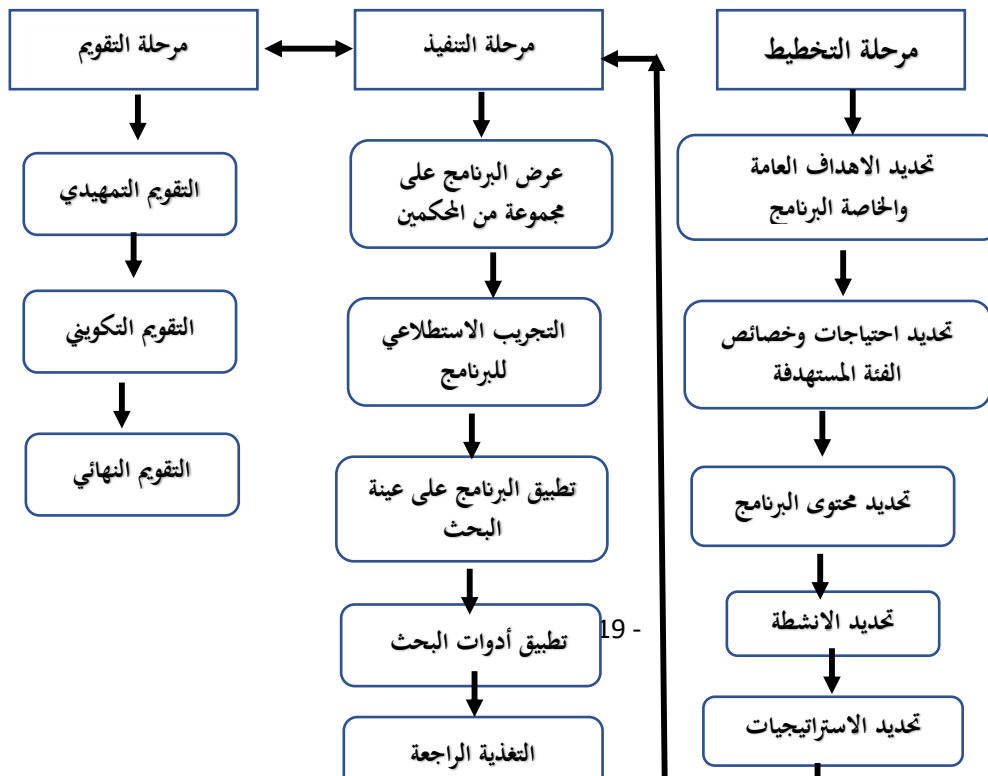 مرحلة التخطيط
تحديد الاهداف العامة
والخاصة البرنامج
تحديد احتياجات وخصائص
الفئة المستهدفة
تحديد محتوى البرنامج
تحديد الانشطة
تحديد الاستراتيجيات
مرحلة التنفيذ
عرض البرنامج على
مجموعة من المحكمين
التجريب الاستطلاعي
للبرنامج
تطبيق البرنامج على عينة
البحث
تطبيق أدوات البحث
19 -
التغذية الراجعة
مرحلة التقويم
التقويم التمهيدي
التقويم التكويني
التقويم النهائي